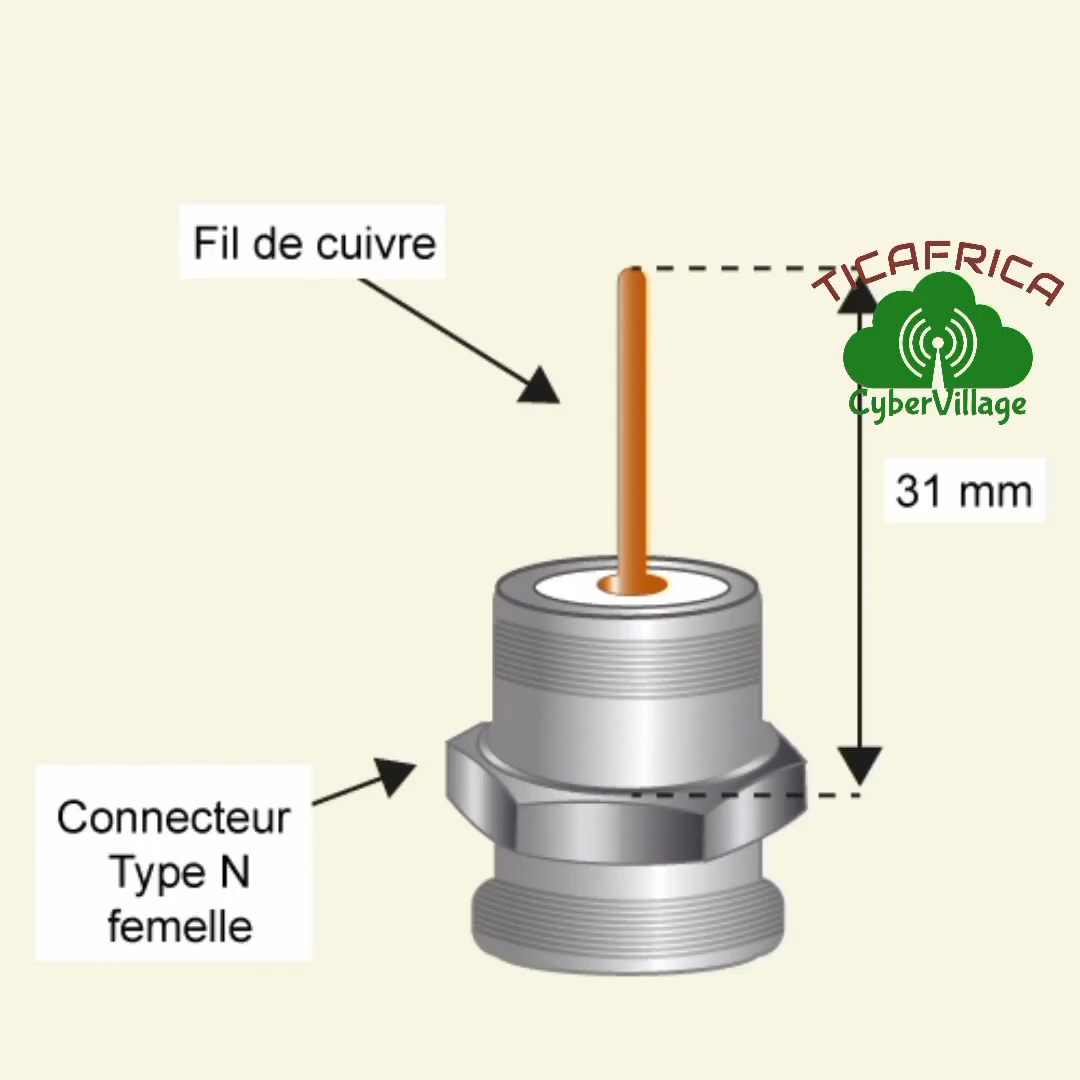 Fil de cuivre
TICAFRICA
CyberVillage
31 mm
Connecteur
Type N
femelle